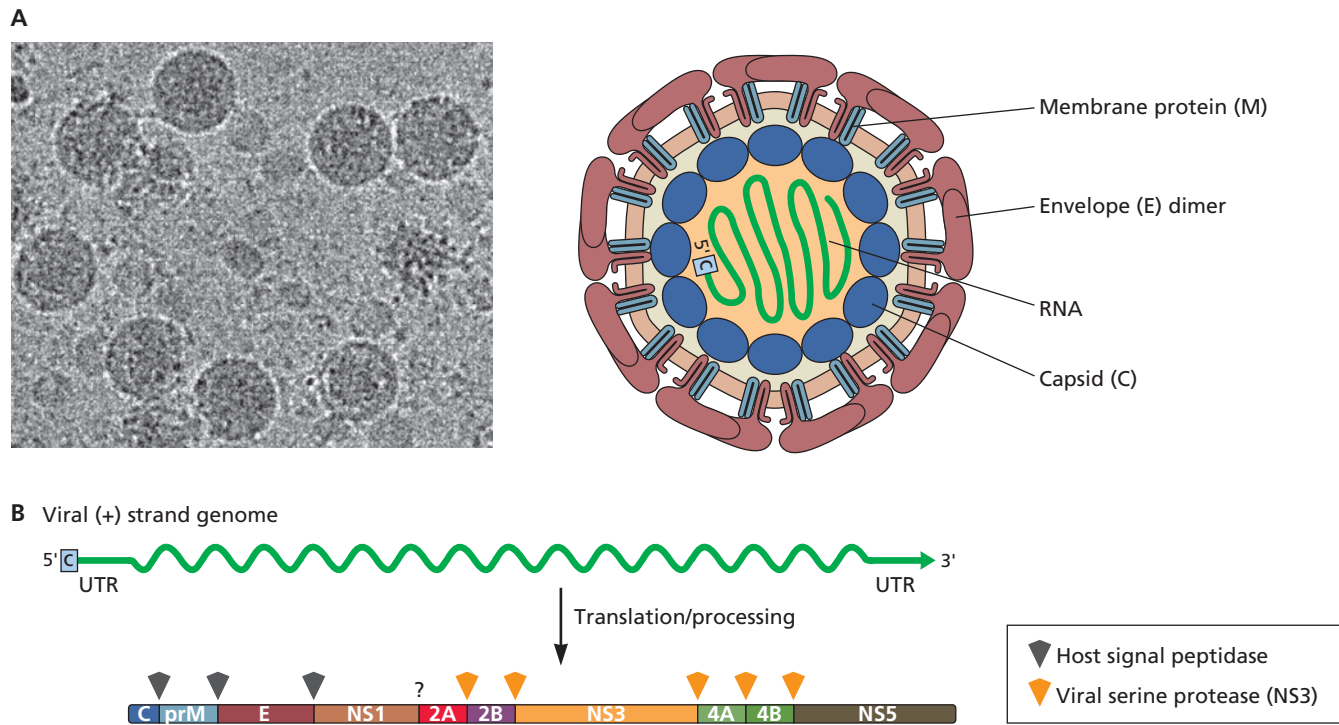 A
Membrane protein (M)
Envelope (E) dimer
RNA
Capsid (C)
5'
C
B Viral (+) strand genome
5' C 3'
UTR UTR
Translation/processing
?
C prM E NS1 2A 2B NS3 4A 4B NS5
Host signal peptidase
Viral serine protease (NS3)